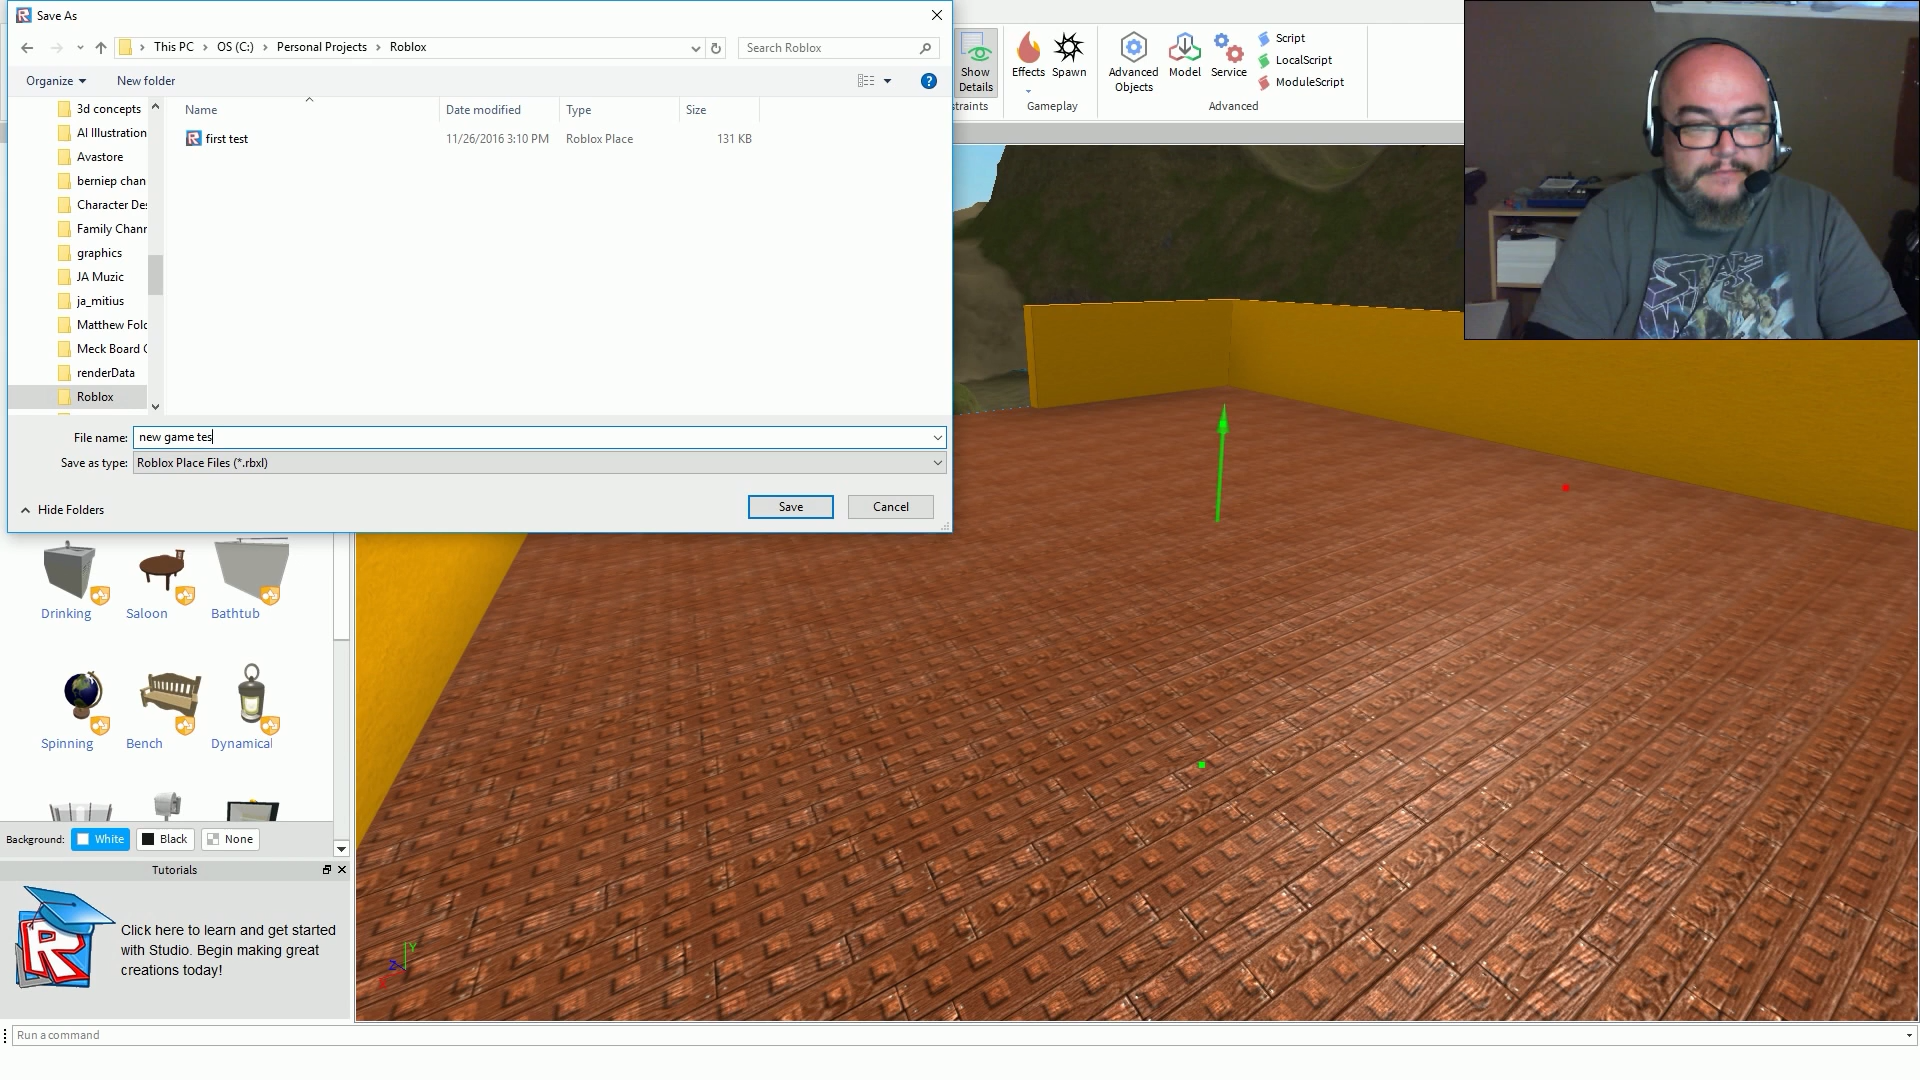 Save As
This PC > OS (C:) > Personal Projects > Roblox
Search Roblox
Organize
New folder
3d concepts
AI Illustration
Avastore
berniep chan
Character De
Family Chanr
graphics
JA Muzic
ja_mitius
Matthew Fold
Meck Board
renderData
Roblox
Name
Date modified
Type
Size
first test
11/26/2016 3:10 PM
Roblox Place
131 KB
File name: new game tes
Save as type: Roblox Place Files (*.rbxl)
Hide Folders
Save
Cancel
Show Details
straints
Effects
Spawn
Gameplay
Advanced Objects
Model
Service
Script
LocalScript
ModuleScript
Advanced
Drinking
Saloon
Bathtub
Spinning
Bench
Dynamical
Background: White Black None
Tutorials
Click here to learn and get started
with Studio. Begin making great
creations today!
Y
Z
Run a command
STAR